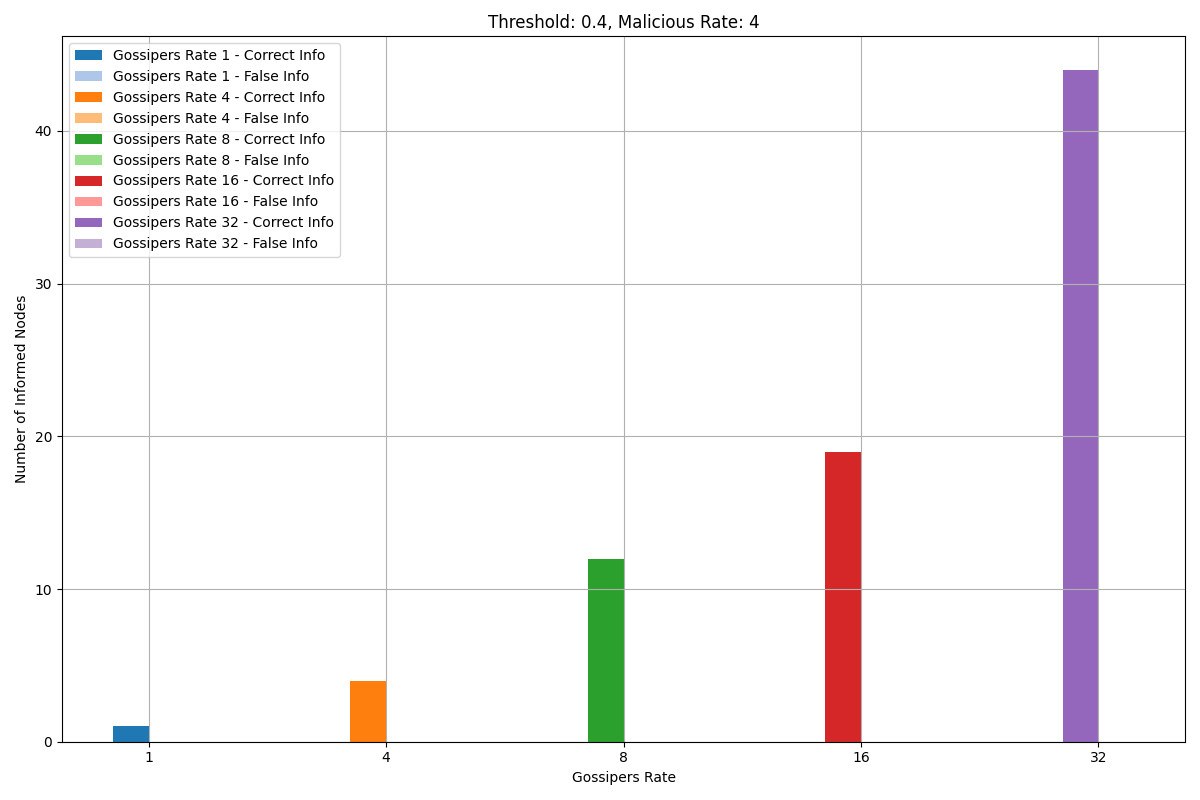 Threshold: 0.4, Malicious Rate: 4
Gossipers Rate 1 - Correct Info
Gossipers Rate 1 - False Info
Gossipers Rate 4 - Correct Info
Gossipers Rate 4 - False Info
Gossipers Rate 8 - Correct Info
Gossipers Rate 8 - False Info
Gossipers Rate 16 - Correct Info
Gossipers Rate 16 - False Info
Gossipers Rate 32 - Correct Info
Gossipers Rate 32 - False Info
Number of Informed Nodes
40
30
20
10
0
1 4 8 16 32
Gossipers Rate